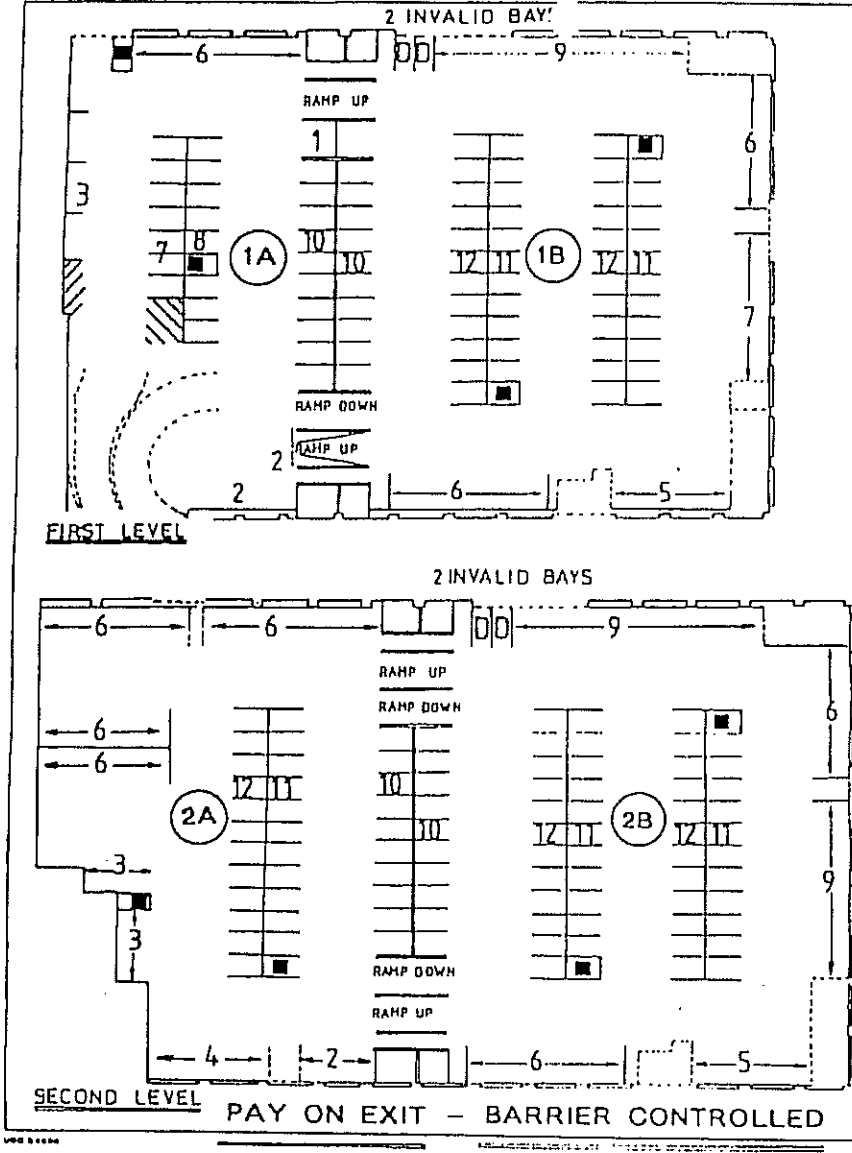 2 INVALID BAY
6
9
RAMP UP
1
6
3
10
7 8
1A
10
12 11
1B
12 11
7
RAMP DOWN
RAMP UP
2
2
6
5
FIRST LEVEL
2 INVALID BAYS
6
6
9
RAMP UP
RAMP DOWN
6
6
6
12 11
10
2A
10
12 11
2B
12 11
3
9
3
RAMP DOWN
RAMP UP
4
2
6
5
SECOND LEVEL
PAY ON EXIT – BARRIER CONTROLLED